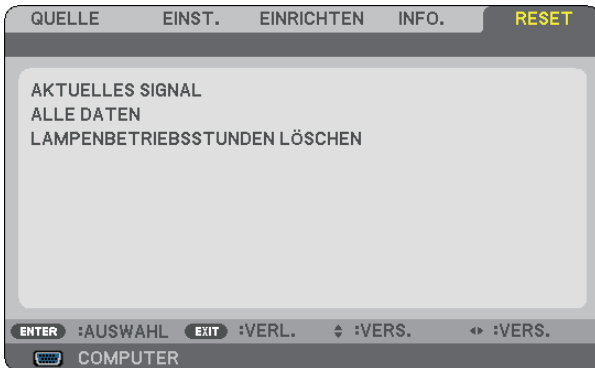 QUELLE EINST. EINRICHTEN INFO. RESET
AKTUELLES SIGNAL
ALLE DATEN
LAMPENBETRIEBSSTUNDEN LÖSCHEN
ENTER :AUSWAHL EXIT :VERL. :VERS. :VERS.
COMPUTER